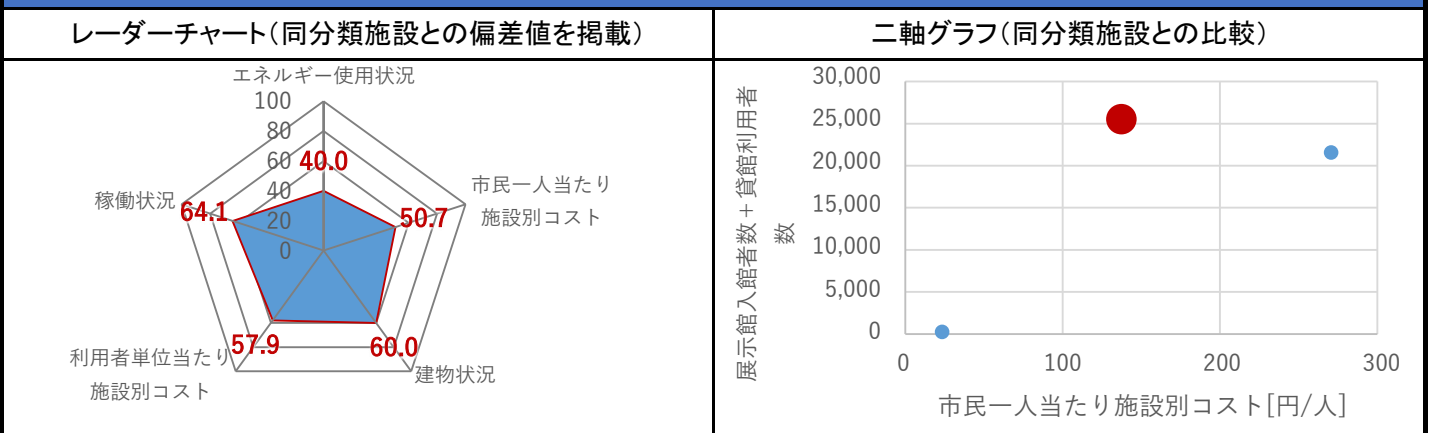 レーダーチャート（同分類施設との偏差値を掲載）
エネルギー使用状況
100
80
60
40
20
0
40.0
市民一人当たり
施設別コスト
50.7
建物状況
60.0
利用者単位当たり
施設別コスト
57.9
稼働状況
64.1
二軸グラフ（同分類施設との比較）
展示館入館者数＋貸館利用者
数
30,000
25,000
20,000
15,000
10,000
5,000
0
0
100
200
300
市民一人当たり施設別コスト[円/人]